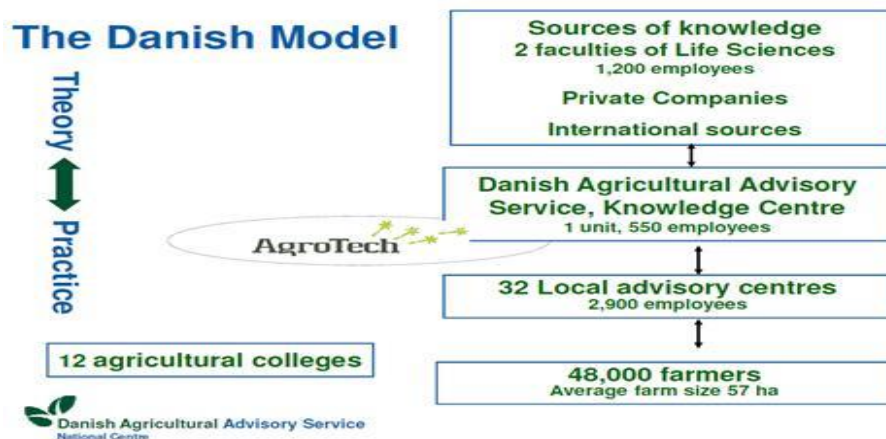 The Danish Model
Theory
Practice
Sources of knowledge
2 faculties of Life Sciences
1,200 employees
Private Companies
International sources
Danish Agricultural Advisory
Service, Knowledge Centre
1 unit, 550 employees
AgroTech
32 Local advisory centres
2,900 employees
12 agricultural colleges
48,000 farmers
Average farm size 57 ha
Danish Agricultural Advisory Service
National Centre